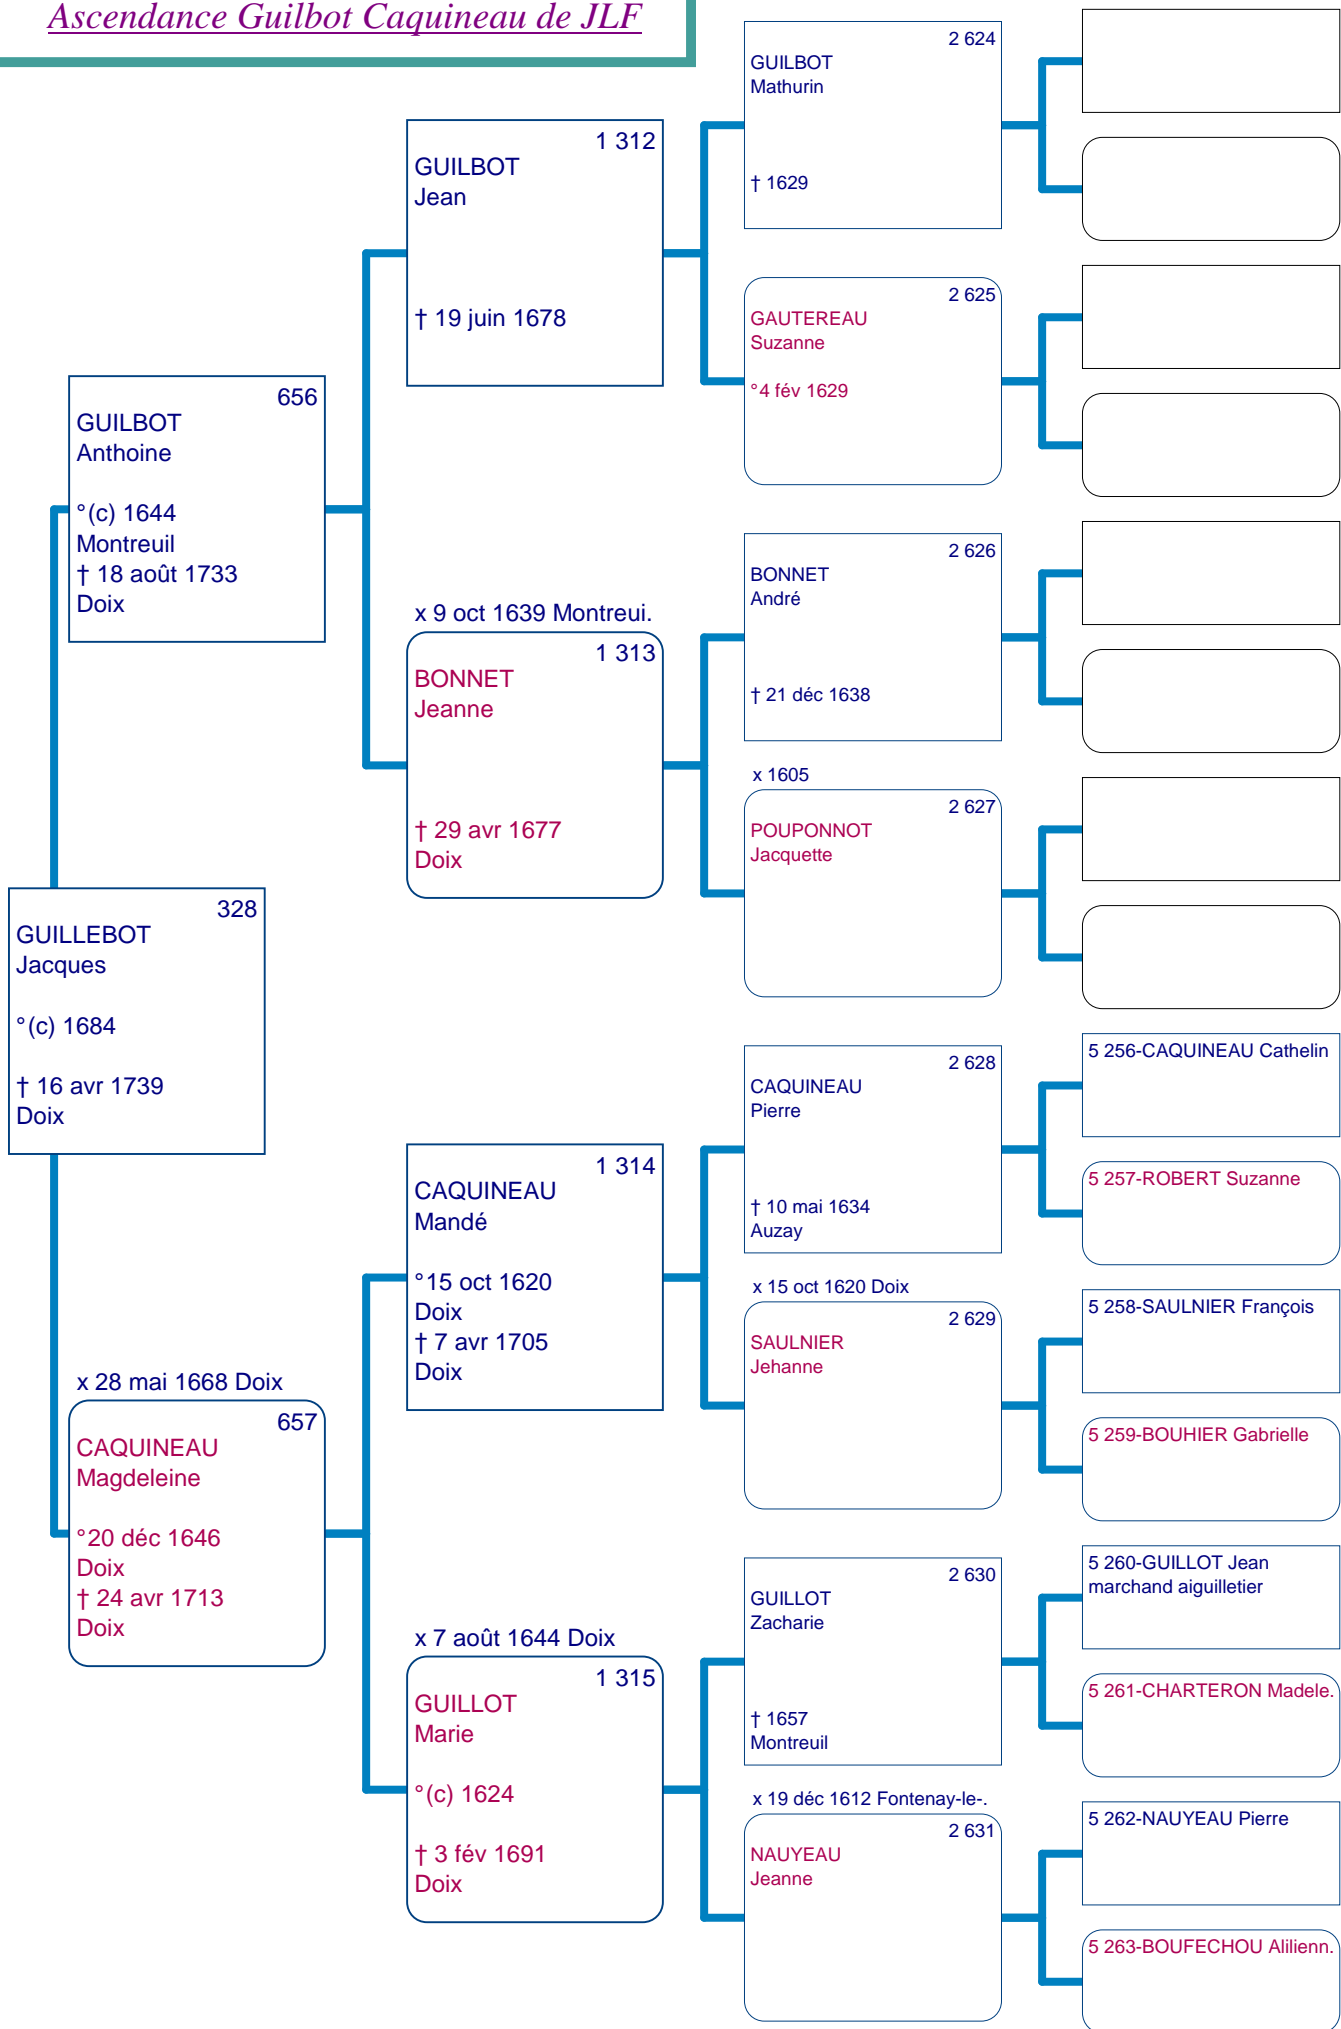 Ascendance Guilbot Caquineau de JLF
328
GUILLEBOT
Jacques
°(c) 1684
† 16 avr 1739
Doix
656
GUILBOT
Anthoine
°(c) 1644
Montreuil
† 18 août 1733
Doix
x 28 mai 1668 Doix
657
CAQUINEAU
Magdeleine
°20 déc 1646
Doix
† 24 avr 1713
Doix
1 312
GUILBOT
Jean
† 19 juin 1678
x 9 oct 1639 Montreui.
1 313
BONNET
Jeanne
† 29 avr 1677
Doix
1 314
CAQUINEAU
Mandé
°15 oct 1620
Doix
† 7 avr 1705
Doix
x 7 août 1644 Doix
1 315
GUILLOT
Marie
°(c) 1624
† 3 fév 1691
Doix
2 624
GUILBOT
Mathurin
† 1629
2 625
GAUTEREAU
Suzanne
°4 fév 1629
2 626
BONNET
André
† 21 déc 1638
x 1605
2 627
POUPONNOT
Jacquette
2 628
CAQUINEAU
Pierre
† 10 mai 1634
Auzay
x 15 oct 1620 Doix
2 629
SAULNIER
Jehanne
2 630
GUILLOT
Zacharie
† 1657
Montreuil
x 19 déc 1612 Fontenay-le-.
2 631
NAUYEAU
Jeanne
5 256-CAQUINEAU Cathelin
5 257-ROBERT Suzanne
5 258-SAULNIER François
5 259-BOUHIER Gabrielle
5 260-GUILLOT Jean
marchand aiguilletier
5 261-CHARTERON Madele.
5 262-NAUYEAU Pierre
5 263-BOUFECHOU Alilienn.